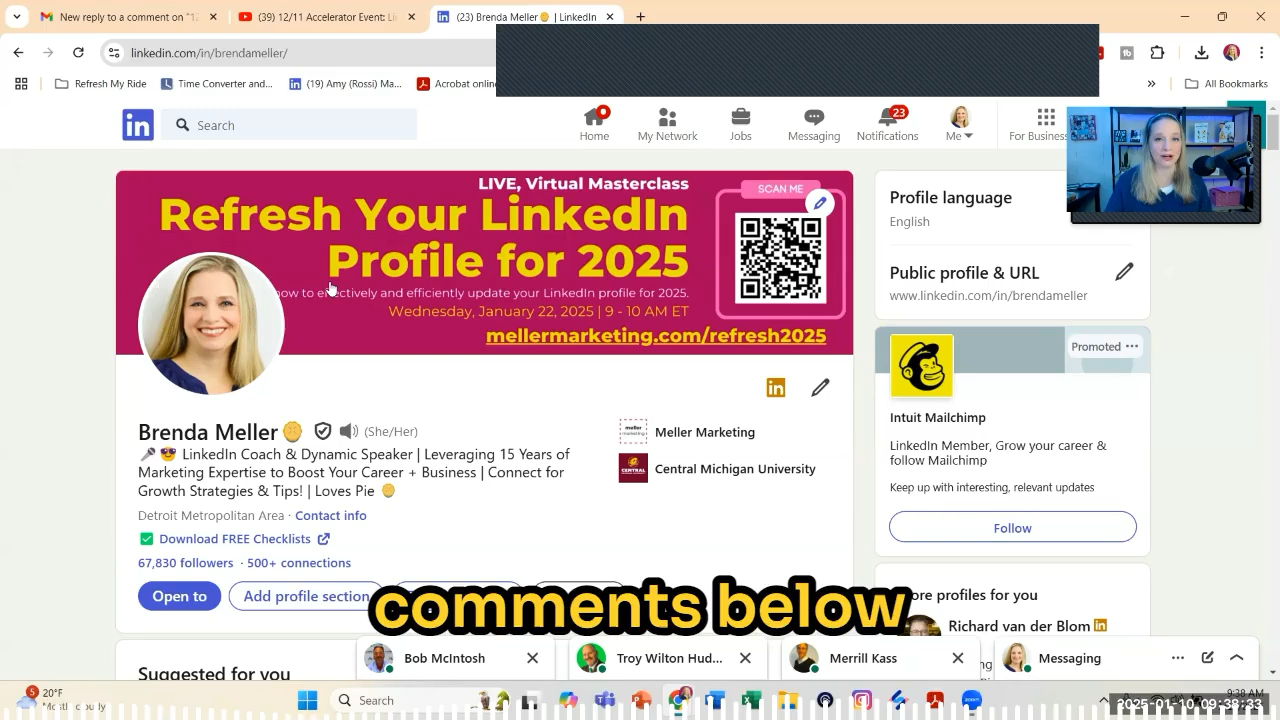 (39) 12/11 Accelerator Event: Li
(23) Brenda Meller | LinkedIn
linkedin.com/in/brendameller/
Refresh My Ride
Time Converter and...
(39) Amy (Rossi) Ma...
Acrobat onlin
All Bookmarks
Search
Home
My Network
Jobs
Messaging
23
Notifications
Me
For Business
LIVE, Virtual Masterclass
Refresh Your LinkedIn
Profile for 2025
how to effectively and efficiently update your LinkedIn profile for 2025.
Wednesday, January 22, 2025 | 9 - 10 AM ET
mellermarketing.com/refresh2025
SCAN ME
Brenda Meller
(She/Her)
LinkedIn Coach & Dynamic Speaker | Leveraging 15 Years of
Marketing Expertise to Boost Your Career + Business | Connect for
Growth Strategies & Tips! | Loves Pie
Detroit Metropolitan Area · Contact info
Download FREE Checklists
67,830 followers · 500+ connections
Open to
Add profile section
Meller Marketing
Central Michigan University
Suggested for you
Profile language
English
Public profile & URL
www.linkedin.com/in/brendameller
Promoted
Intuit Mailchimp
LinkedIn Member, Grow your career &
follow Mailchimp
Keep up with interesting, relevant updates
Follow
ore profiles for you
Richard van der Blom
comments below
Bob McIntosh
Troy Wilton Hud...
Merrill Kass
Messaging
5
20°F
Search
9:38 AM
2025-01-10 09:38:33